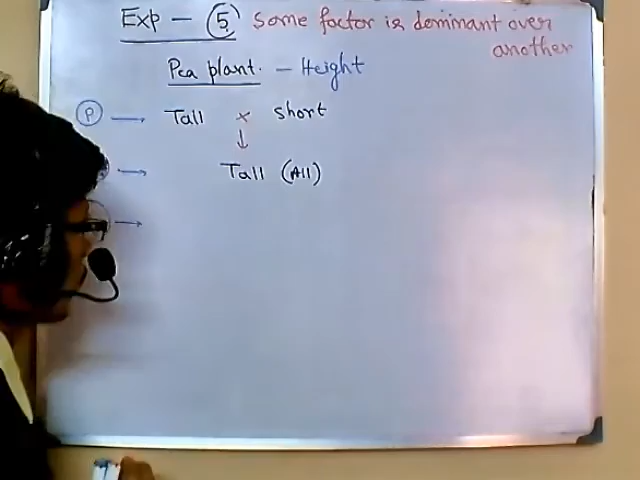 Exp - 5 Some factor is dominant over
another
Pea plant. - Height
P → Tall × short
↓
→ Tall (All)
→